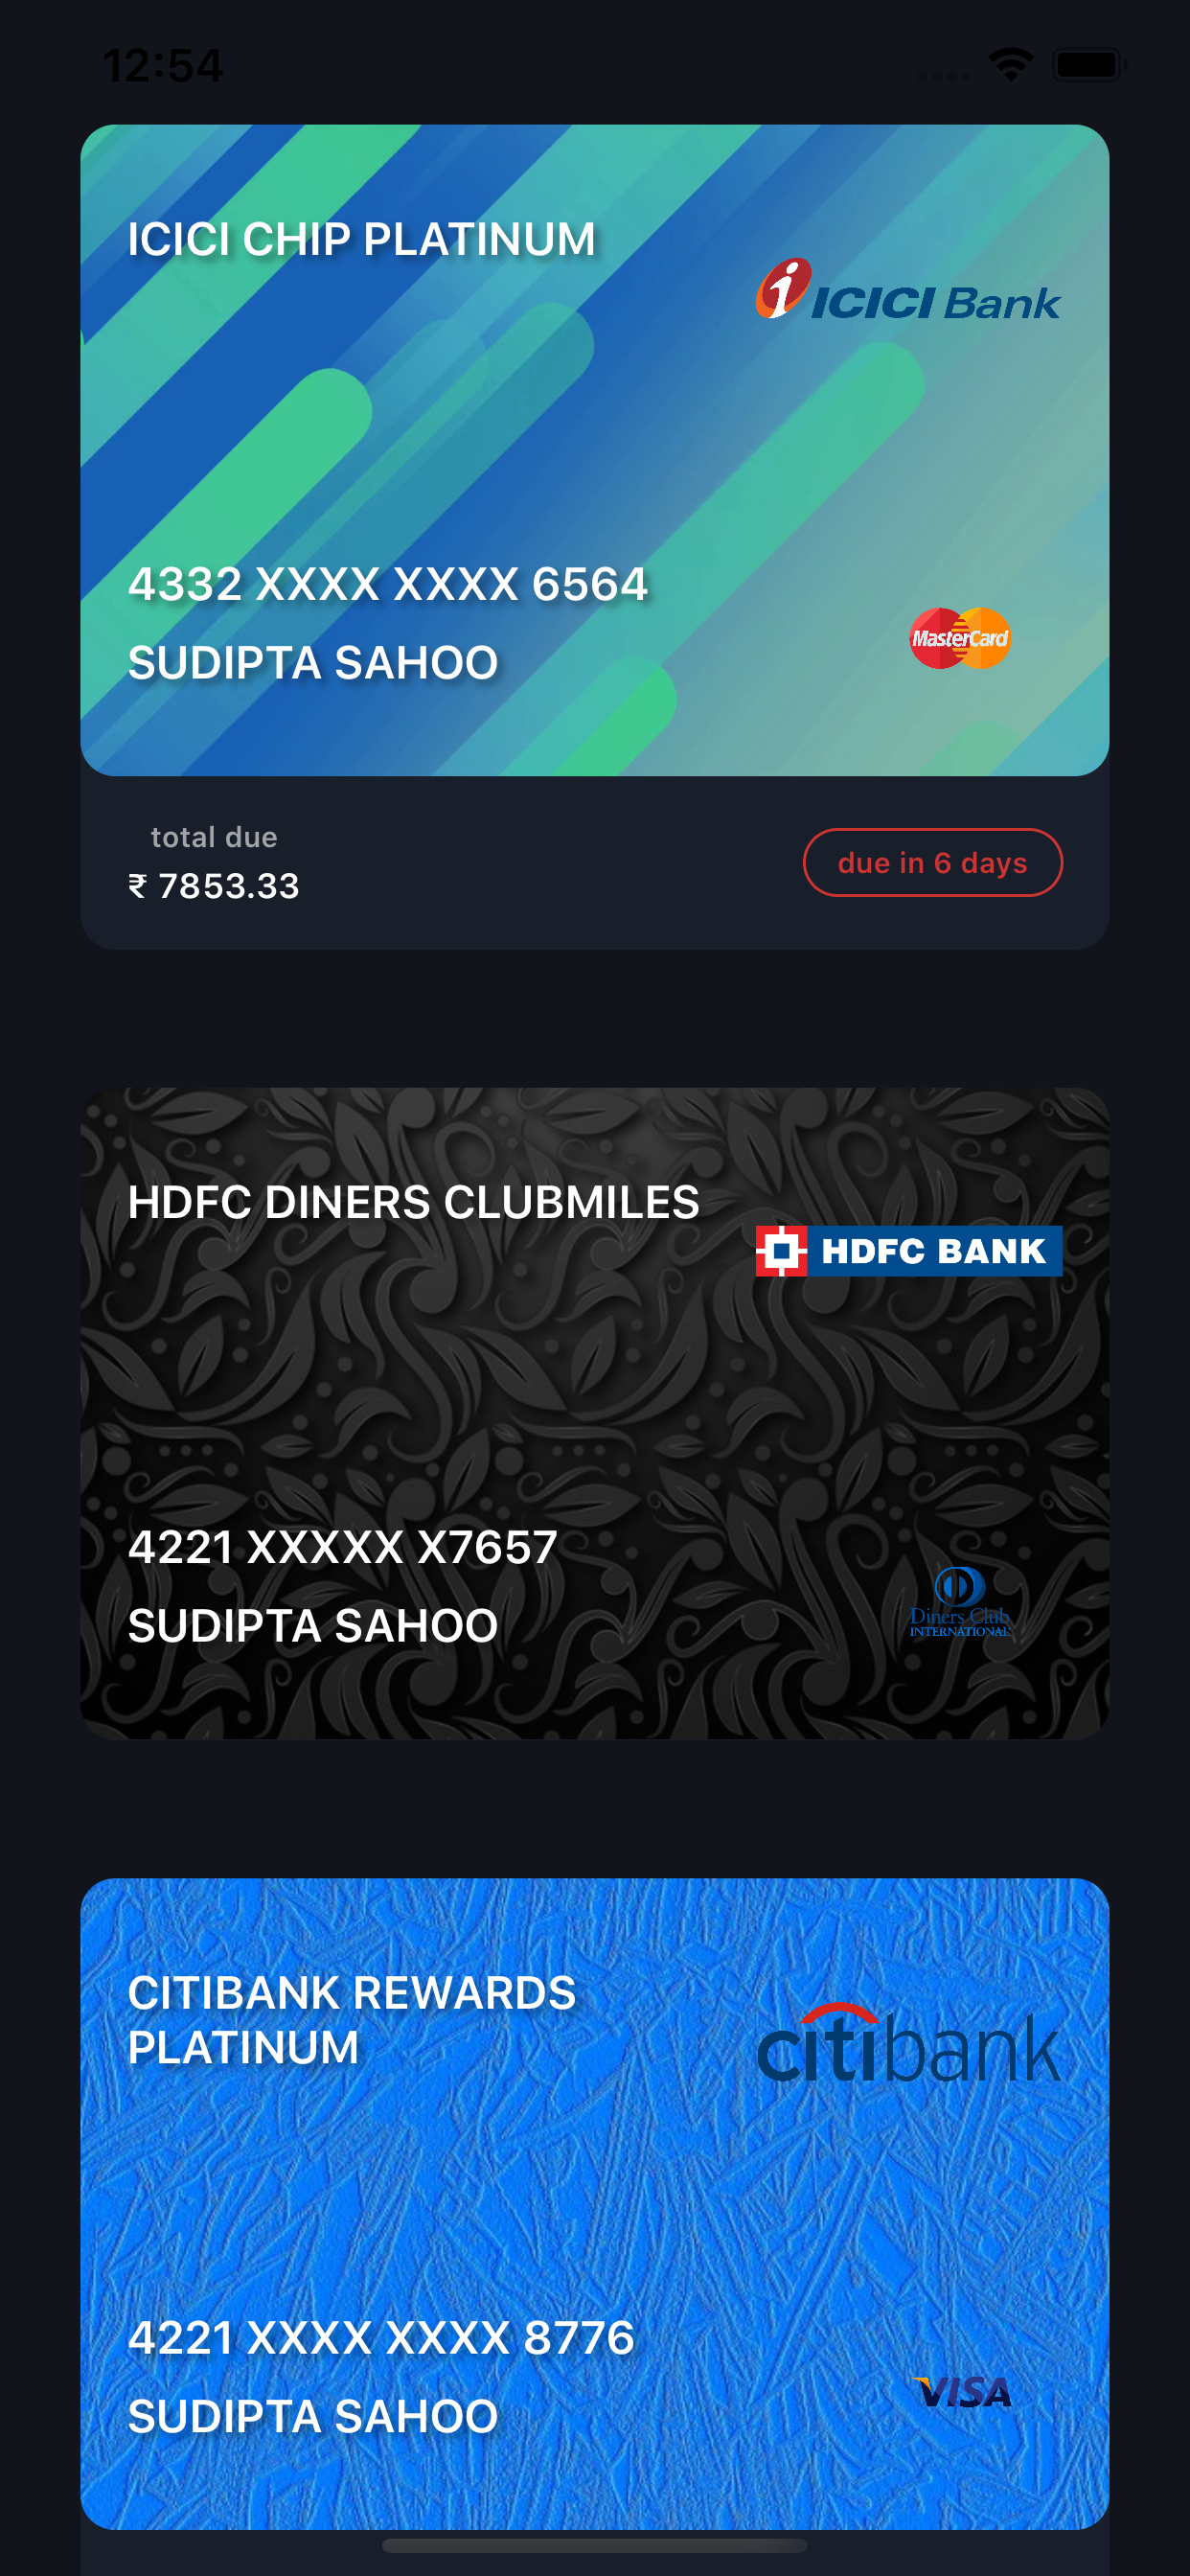 12:54
ICICI CHIP PLATINUM
i ICICI Bank
4332 XXXX XXXX 6564
MasterCard
SUDIPTA SAHOO
total due
₹ 7853.33
due in 6 days
HDFC DINERS CLUBMILES
HDFC BANK
4221 XXXXX X7657
Diners Club
INTERNATIONAL
SUDIPTA SAHOO
CITIBANK REWARDS
PLATINUM
citibank
4221 XXXX XXXX 8776
VISA
SUDIPTA SAHOO